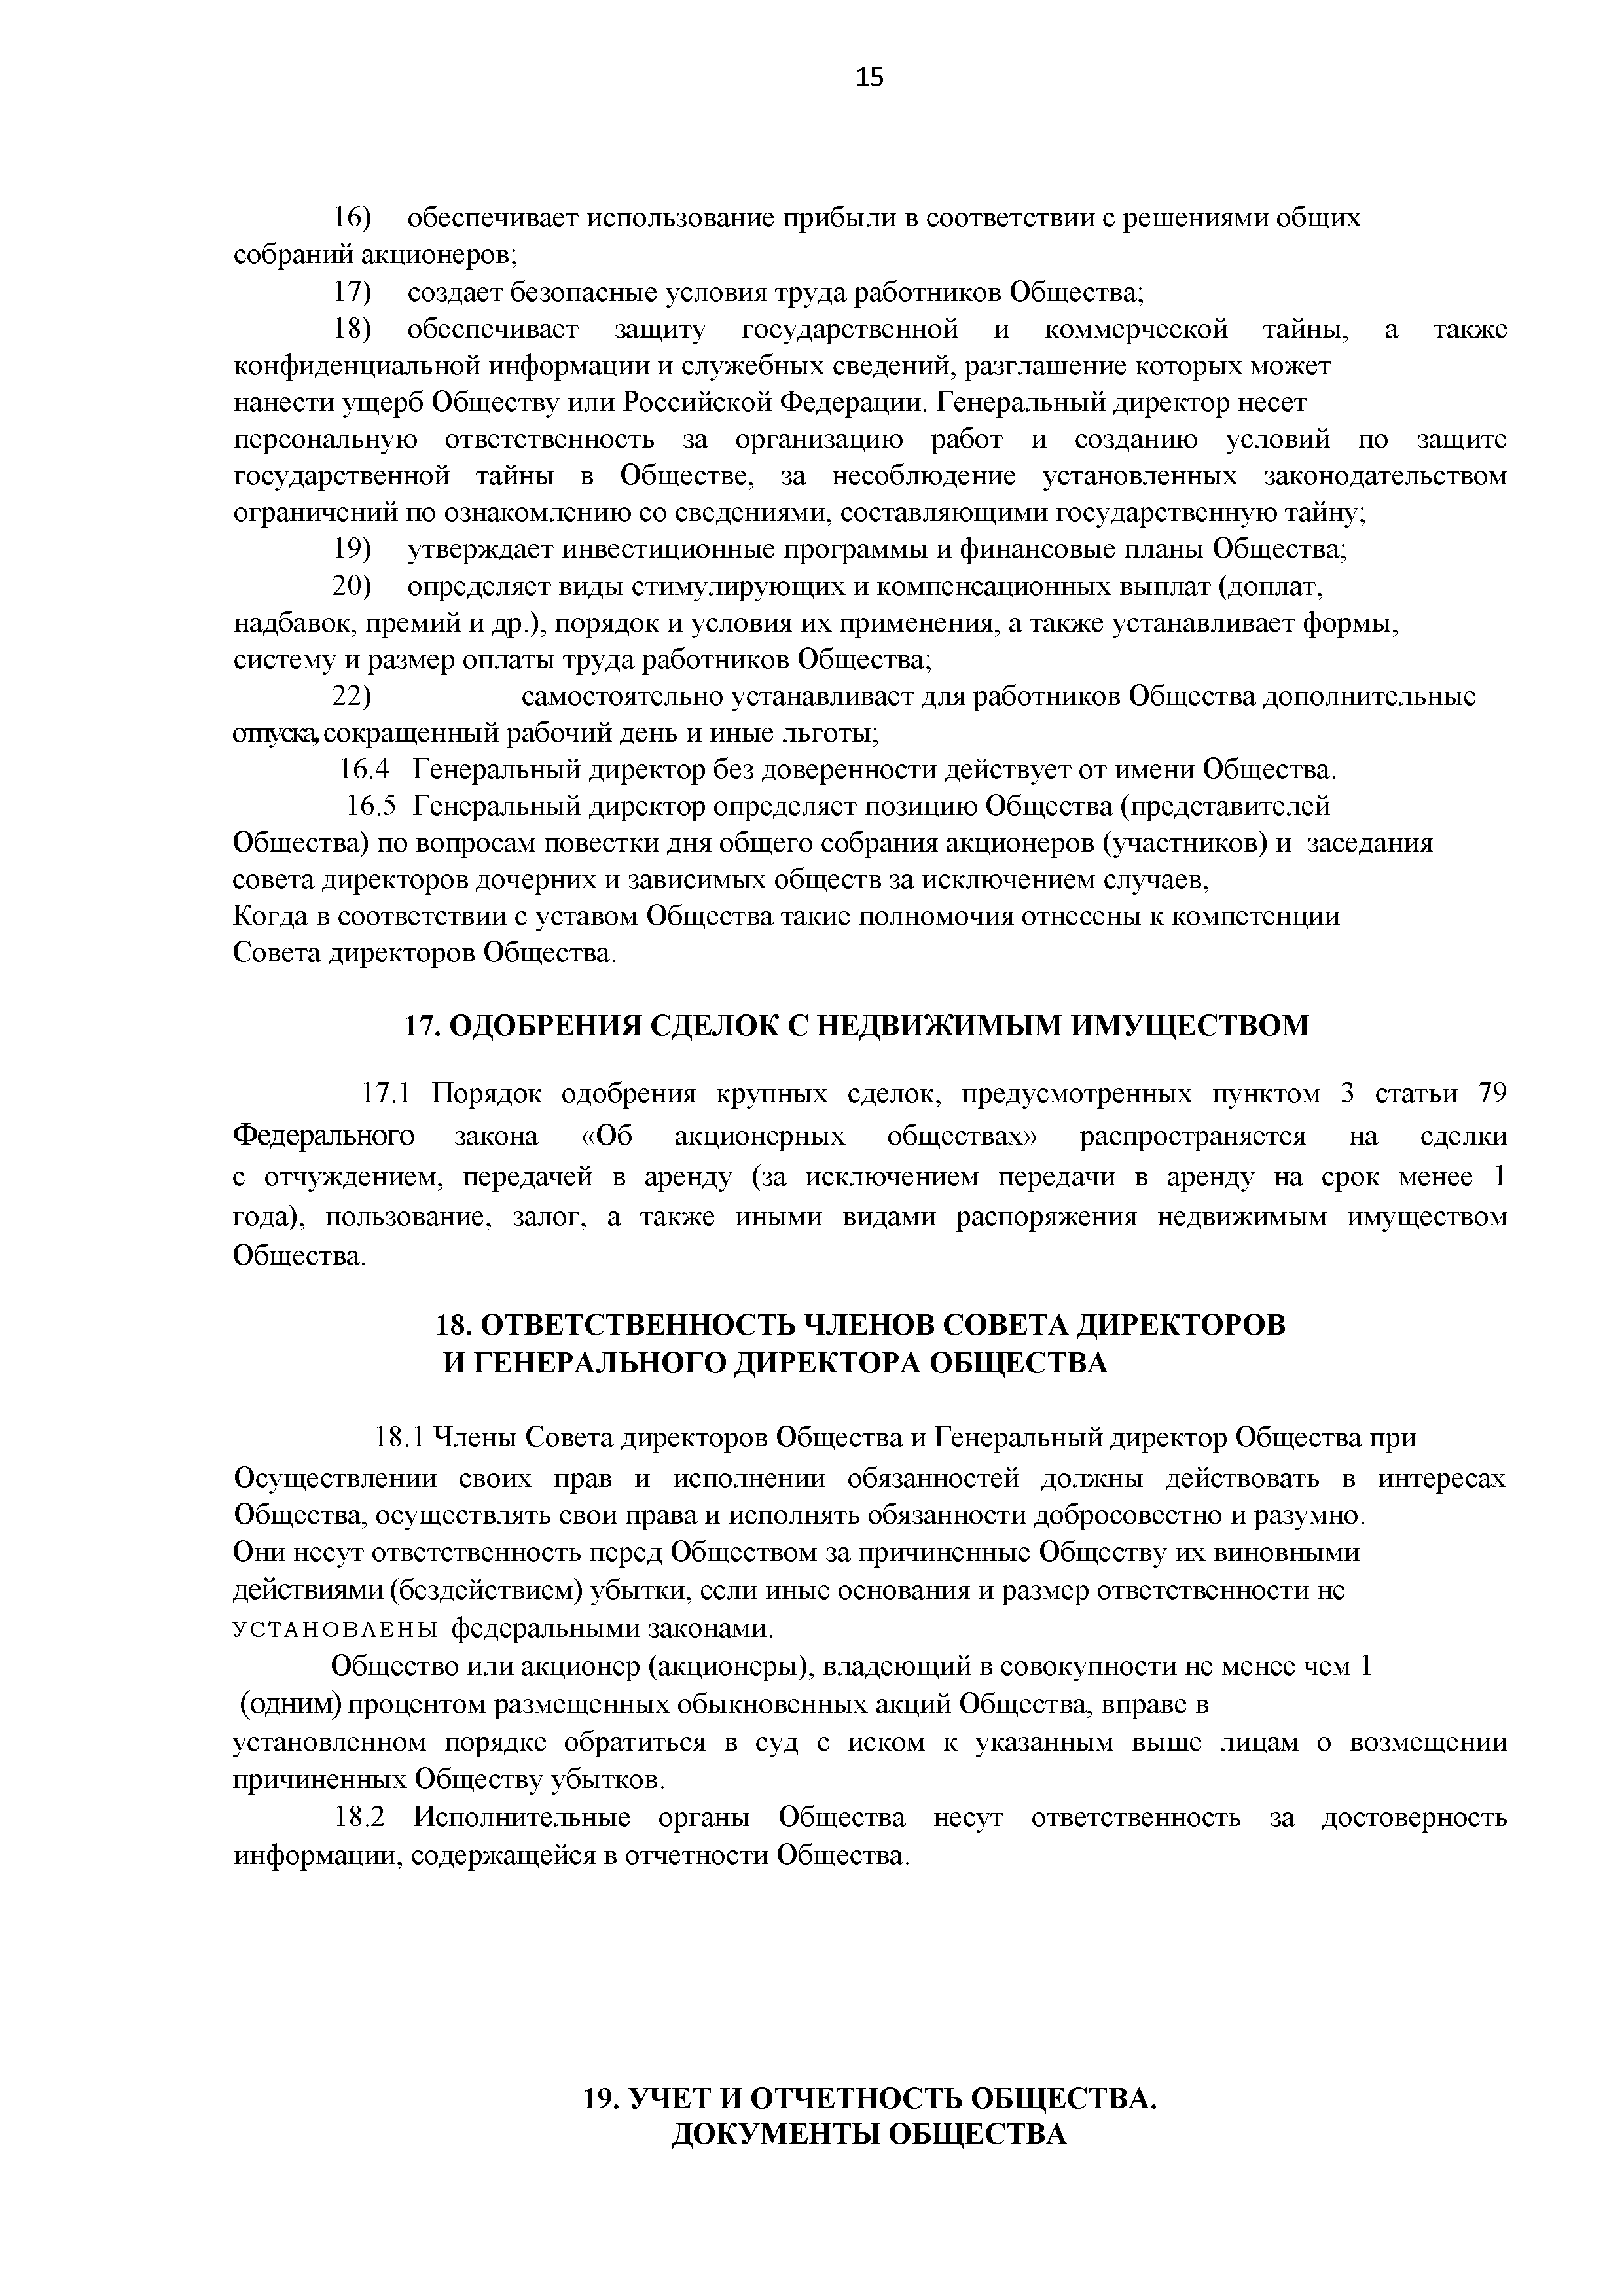 15
16) обеспечивает использование прибыли в соответствии с решениями общих
собраний акционеров;
17) создает безопасные условия труда работников Общества;
18) обеспечивает защиту государственной и коммерческой тайны, а также
конфиденциальной информации и служебных сведений, разглашение которых может
нанести ущерб Обществу или Российской Федерации. Генеральный директор несет
персональную ответственность за организацию работ и созданию условий по защите
государственной тайны в Обществе, за несоблюдение установленных законодательством
ограничений по ознакомлению со сведениями, составляющими государственную тайну;
19) утверждает инвестиционные программы и финансовые планы Общества;
20) определяет виды стимулирующих и компенсационных выплат (доплат,
надбавок, премий и др.), порядок и условия их применения, а также устанавливает формы,
систему и размер оплаты труда работников Общества;
22) самостоятельно устанавливает для работников Общества дополнительные
отпуска, сокращенный рабочий день и иные льготы;
16.4 Генеральный директор без доверенности действует от имени Общества.
16.5 Генеральный директор определяет позицию Общества (представителей
Общества) по вопросам повестки дня общего собрания акционеров (участников) и заседания
совета директоров дочерних и зависимых обществ за исключением случаев,
Когда в соответствии с уставом Общества такие полномочия отнесены к компетенции
Совета директоров Общества.
17. ОДОБРЕНИЯ СДЕЛОК С НЕДВИЖИМЫМ ИМУЩЕСТВОМ
17.1 Порядок одобрения крупных сделок, предусмотренных пунктом 3 статьи 79
Федерального закона «Об акционерных обществах» распространяется на сделки
с отчуждением, передачей в аренду (за исключением передачи в аренду на срок менее 1
года), пользование, залог, а также иными видами распоряжения недвижимым имуществом
Общества.
18. ОТВЕТСТВЕННОСТЬ ЧЛЕНОВ СОВЕТА ДИРЕКТОРОВ
И ГЕНЕРАЛЬНОГО ДИРЕКТОРА ОБЩЕСТВА
18.1 Члены Совета директоров Общества и Генеральный директор Общества при
Осуществлении своих прав и исполнении обязанностей должны действовать в интересах
Общества, осуществлять свои права и исполнять обязанности добросовестно и разумно.
Они несут ответственность перед Обществом за причиненные Обществу их виновными
действиями (бездействием) убытки, если иные основания и размер ответственности не
УСТАНОВЛЕНЫ федеральными законами.
Общество или акционер (акционеры), владеющий в совокупности не менее чем 1
(одним) процентом размещенных обыкновенных акций Общества, вправе в
установленном порядке обратиться в суд с иском к указанным выше лицам о возмещении
причиненных Обществу убытков.
18.2 Исполнительные органы Общества несут ответственность за достоверность
информации, содержащейся в отчетности Общества.
19. УЧЕТ И ОТЧЕТНОСТЬ ОБЩЕСТВА.
ДОКУМЕНТЫ ОБЩЕСТВА